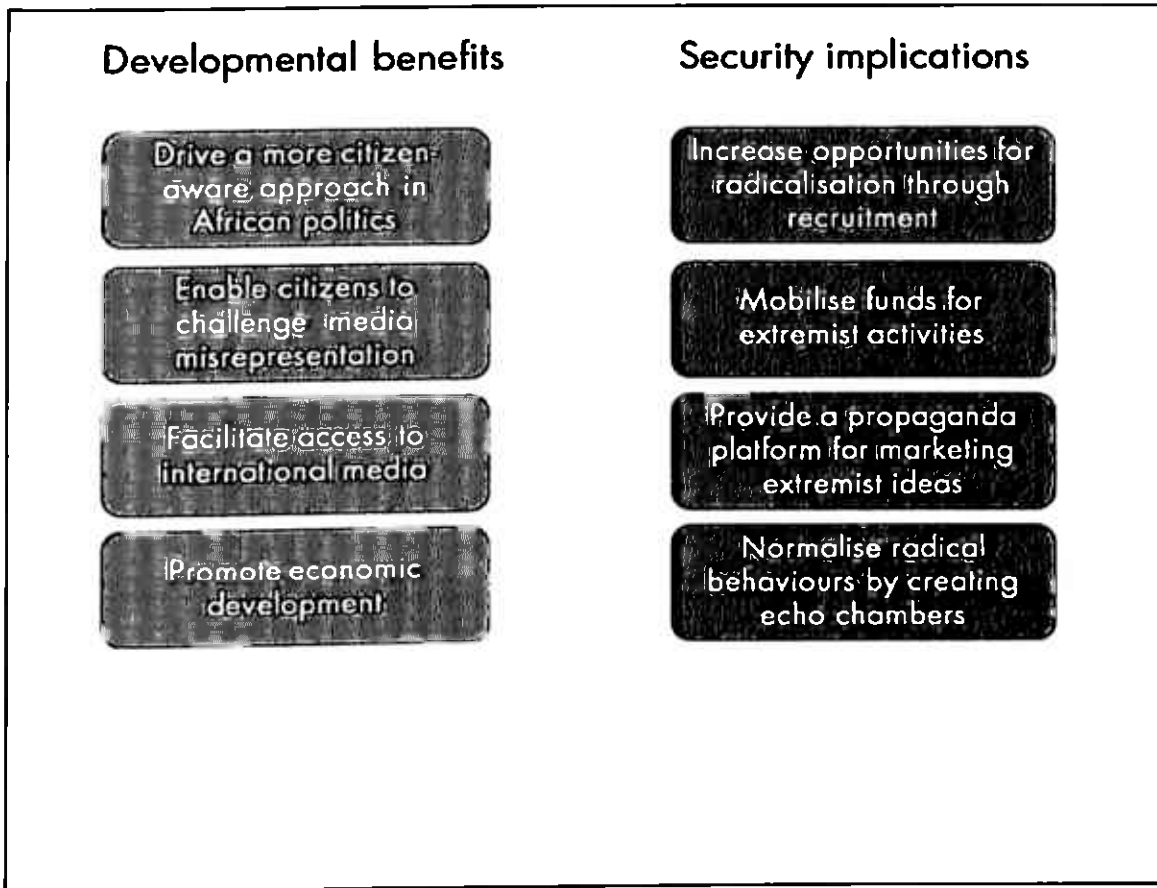 Developmental benefits
Drive a more citizen-
aware approach in
African politics
Enable citizens to
challenge media
misrepresentation
Facilitate access to
international media
Promote economic
development
Security implications
Increase opportunities for
radicalisation through
recruitment
Mobilise funds for
extremist activities
Provide a propaganda
platform for marketing
extremist ideas
Normalise radical
behaviours by creating
echo chambers